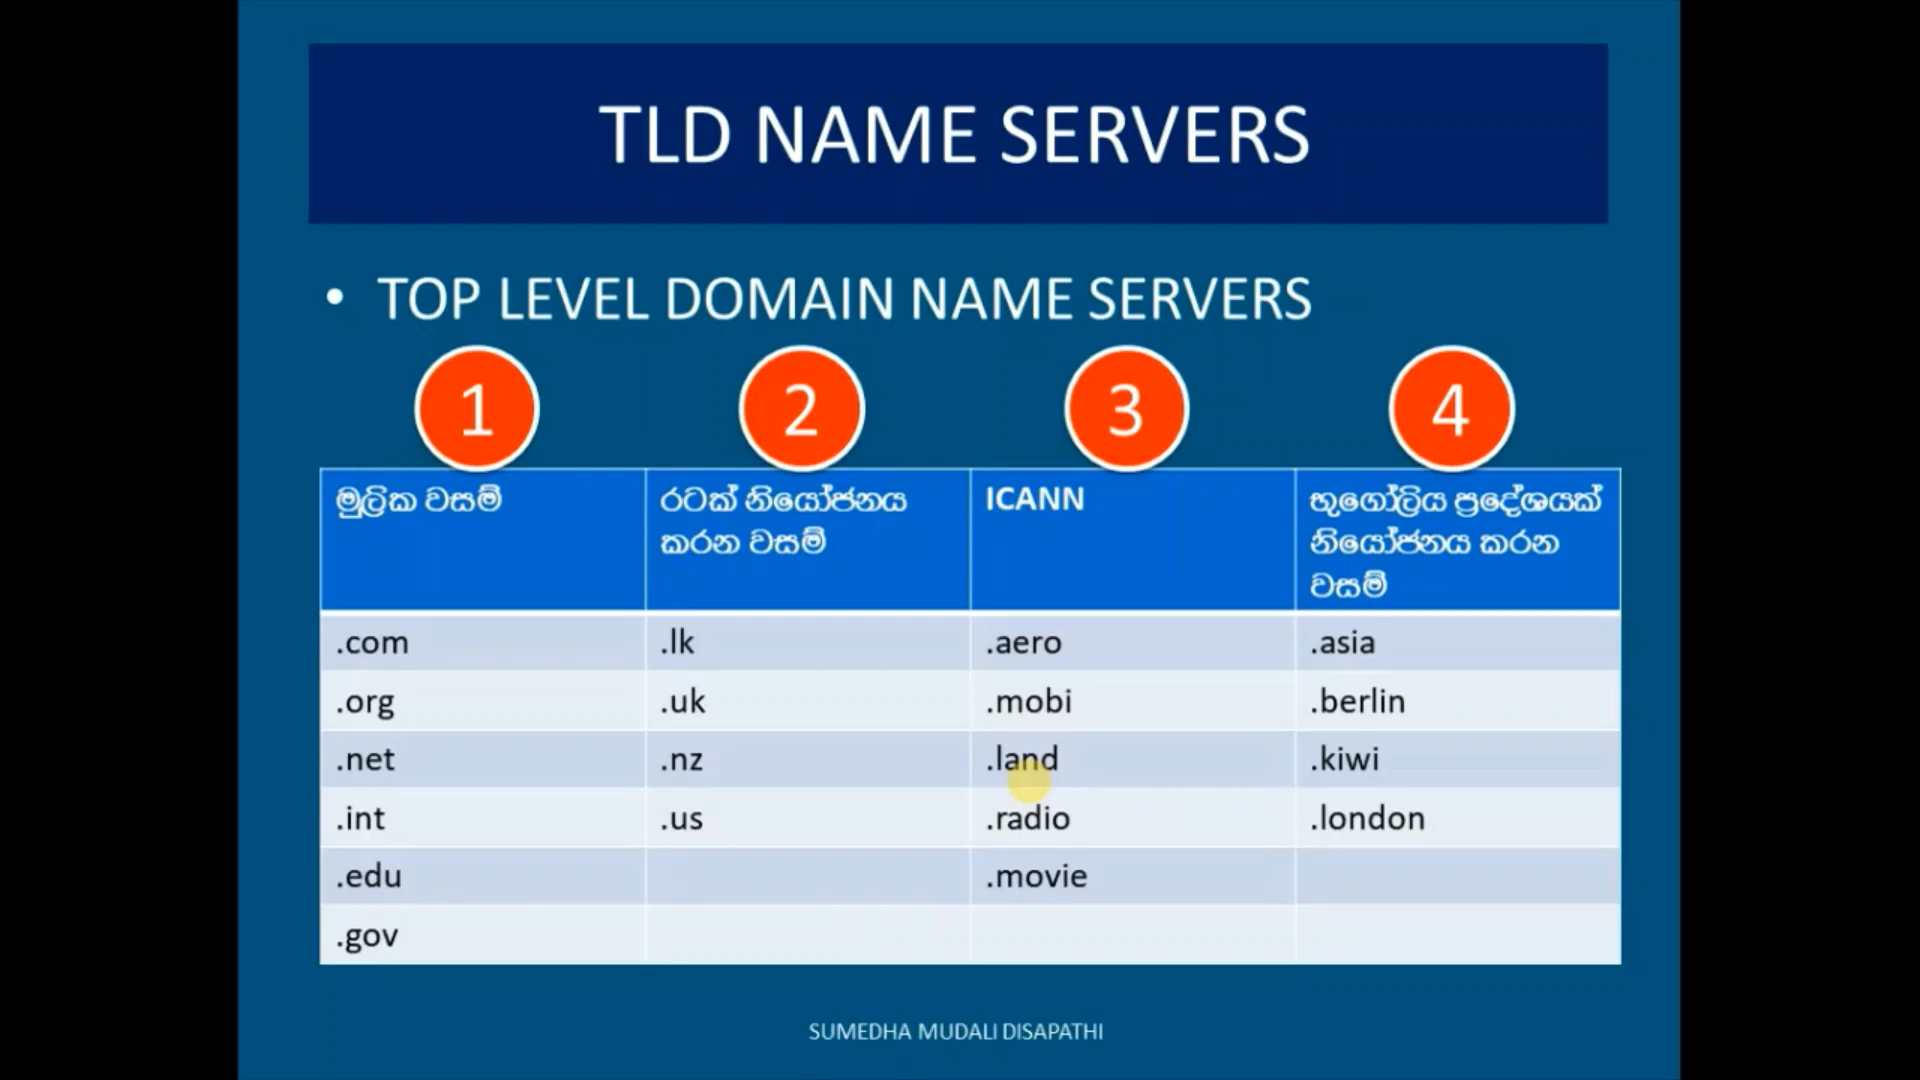 TLD NAME SERVERS
• TOP LEVEL DOMAIN NAME SERVERS
1 2 3 4
මුලික වසම් රටක් නියෝජනය ICANN භූගෝලිය ප්‍රදේශයක්
කරන වසම් නියෝජනය කරන
වසම්
.com .lk .aero .asia
.org .uk .mobi .berlin
.net .nz .land .kiwi
.int .us .radio .london
.edu .movie
.gov
SUMEDHA MUDALI DISAPATHI